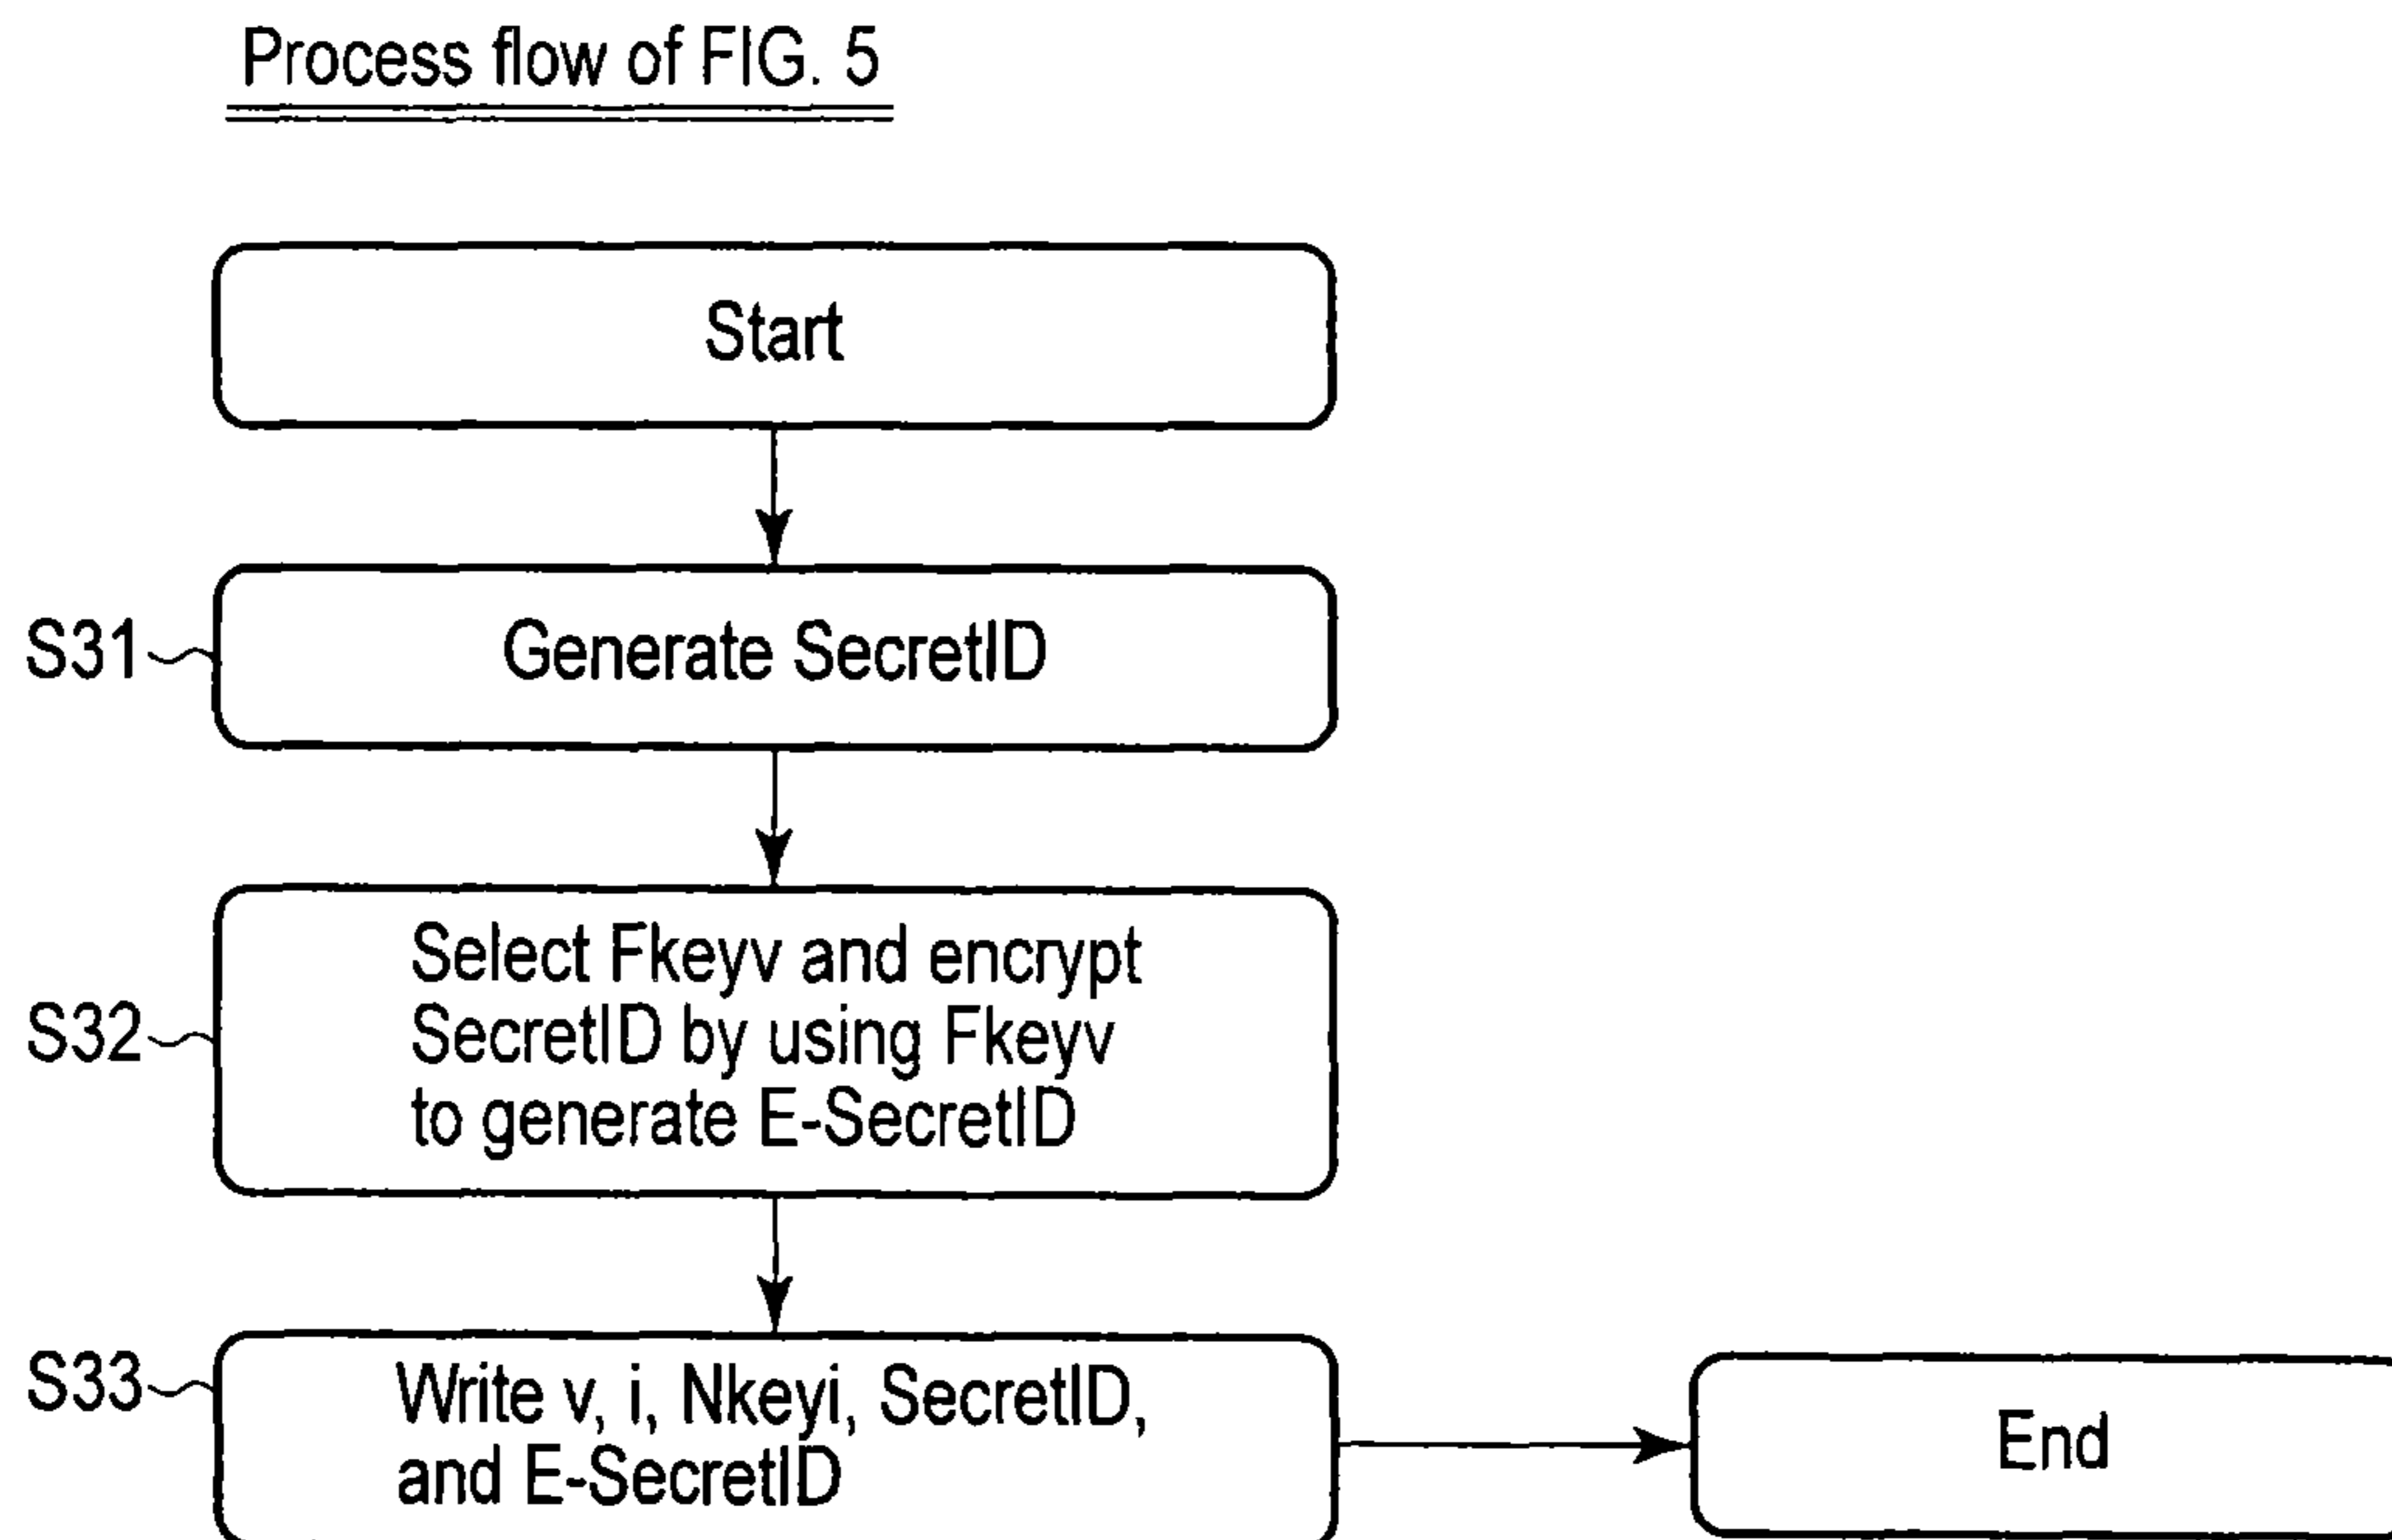 Process flow of FIG. 5
Start
S31
Generate SecretID
S32
Select Fkeyv and encrypt
SecretID by using Fkeyv
to generate E-SecretID
S33
Write v, i, Nkeyi, SecretID,
and E-SecretID
End